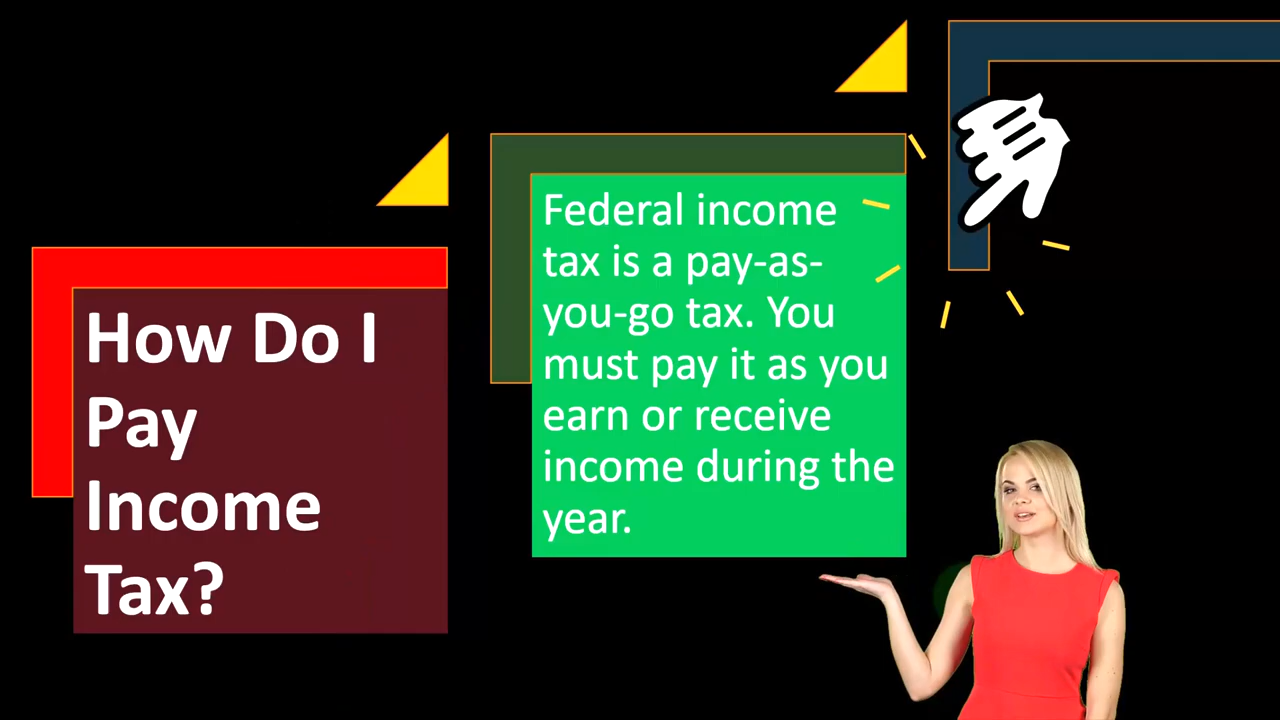 How Do I
Pay
Income
Tax?
Federal income
tax is a pay-as-
you-go tax. You
must pay it as you
earn or receive
income during the
year.